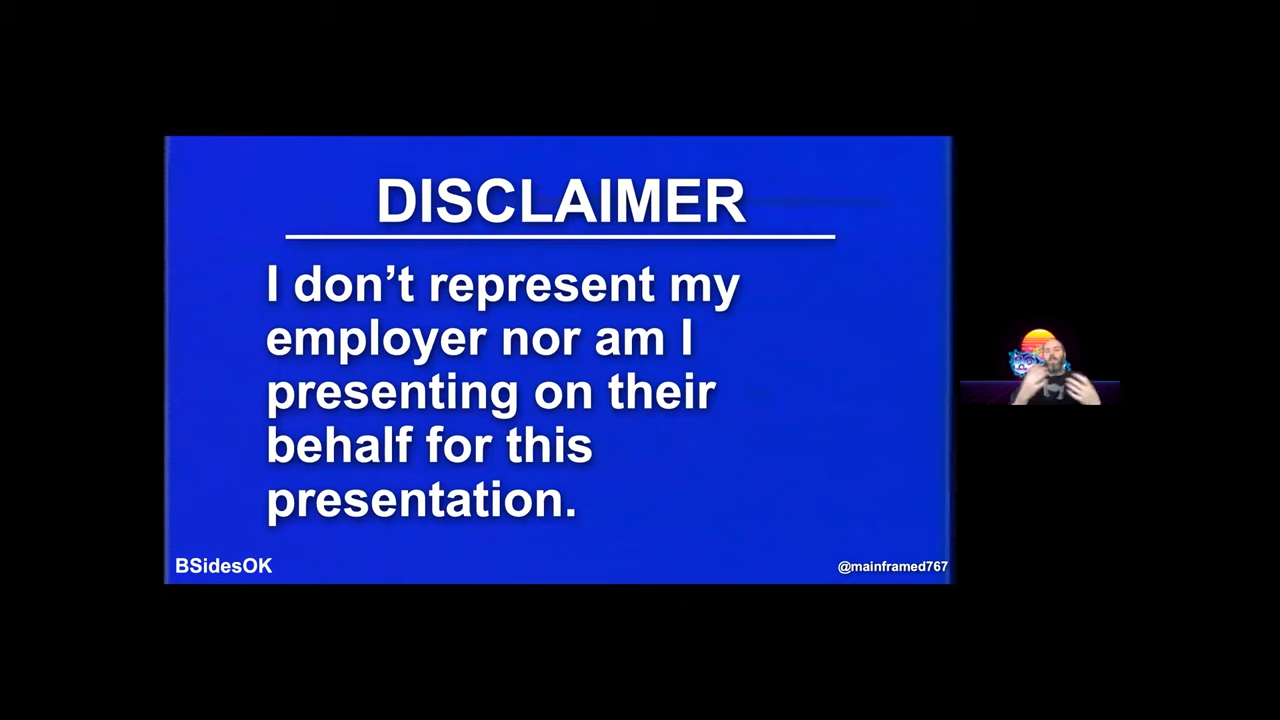 DISCLAIMER
I don’t represent my
employer nor am I
presenting on their
behalf for this
presentation.
BSidesOK
@mainframed767